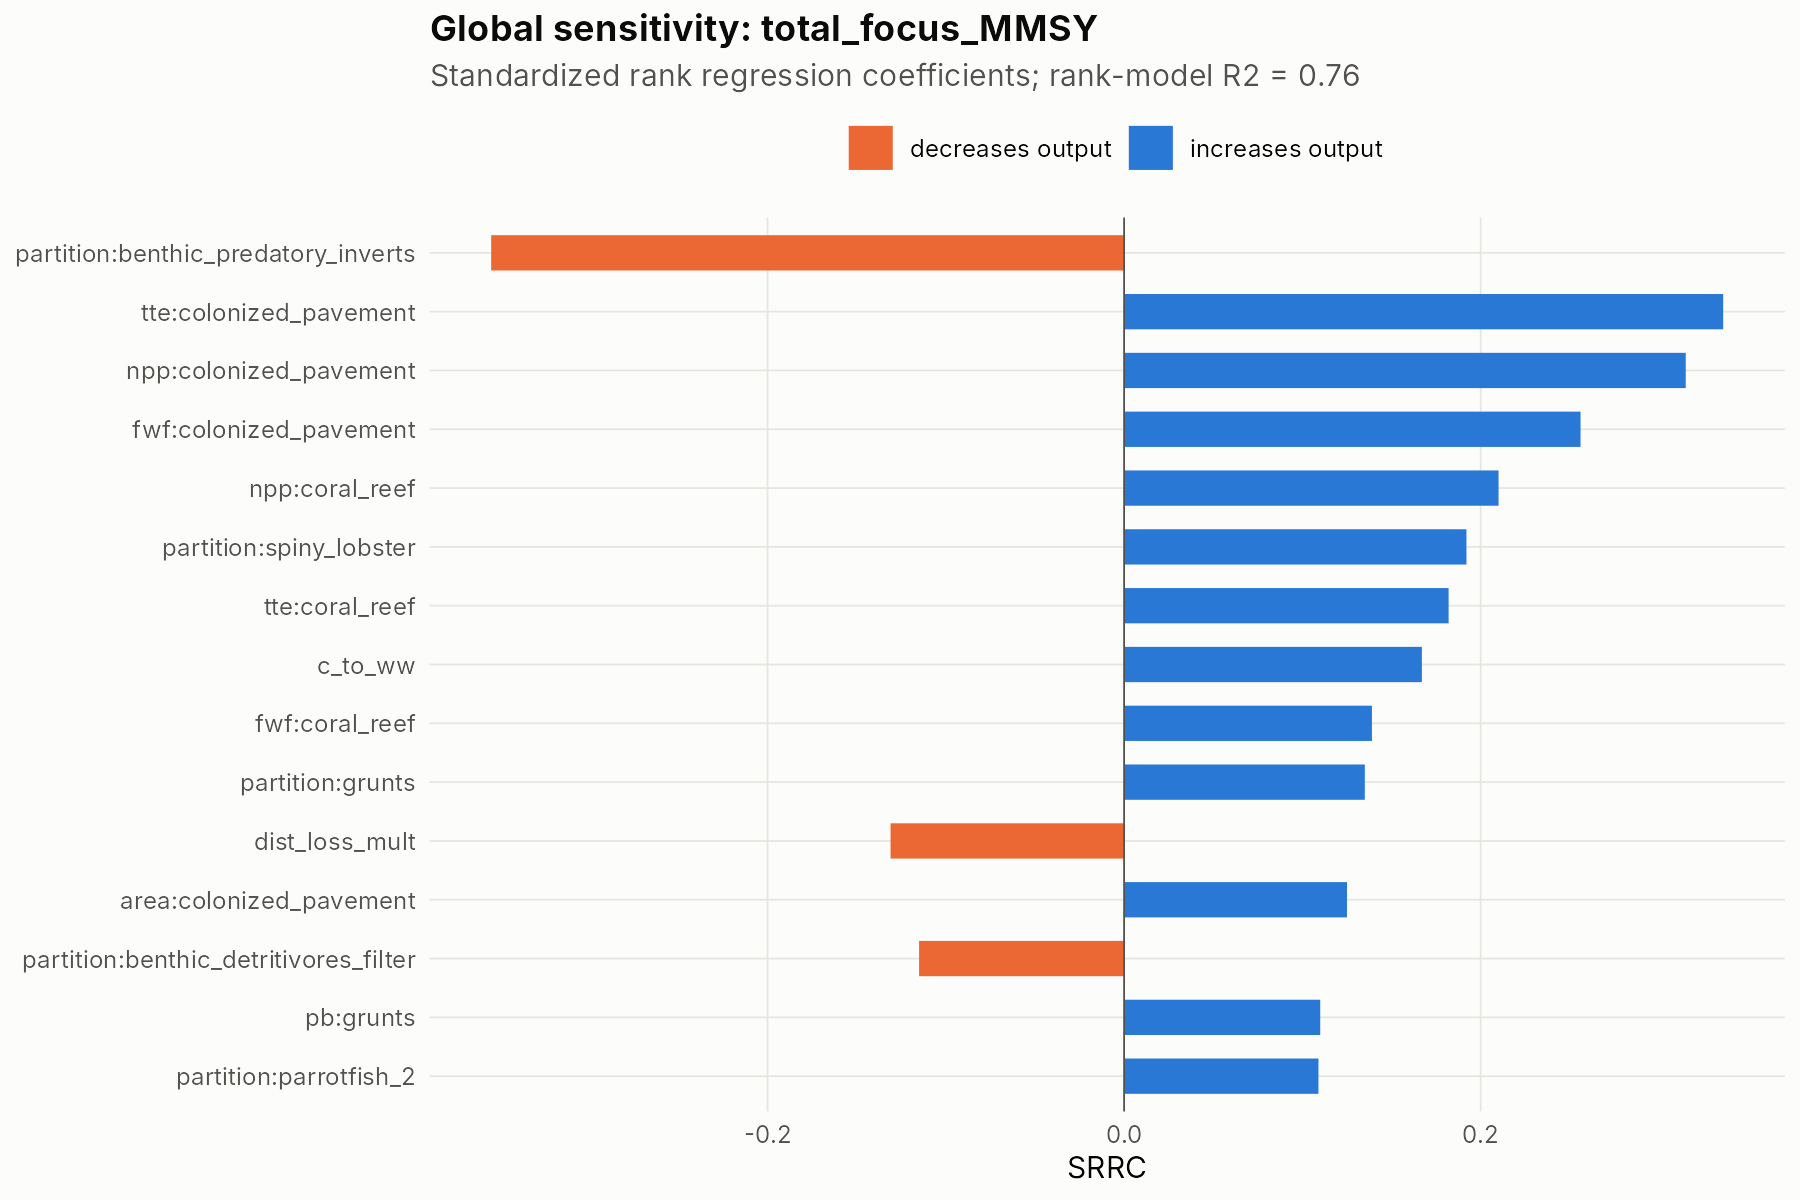 Global sensitivity: total_focus_MMSY
Standardized rank regression coefficients; rank-model R2 = 0.76
decreases output
increases output
partition:benthic_predatory_inverts
tte:colonized_pavement
npp:colonized_pavement
fwf:colonized_pavement
npp:coral_reef
partition:spiny_lobster
tte:coral_reef
c_to_ww
fwf:coral_reef
partition:grunts
dist_loss_mult
area:colonized_pavement
partition:benthic_detritivores_filter
pb:grunts
partition:parrotfish_2
-0.2 0.0 0.2
SRRC